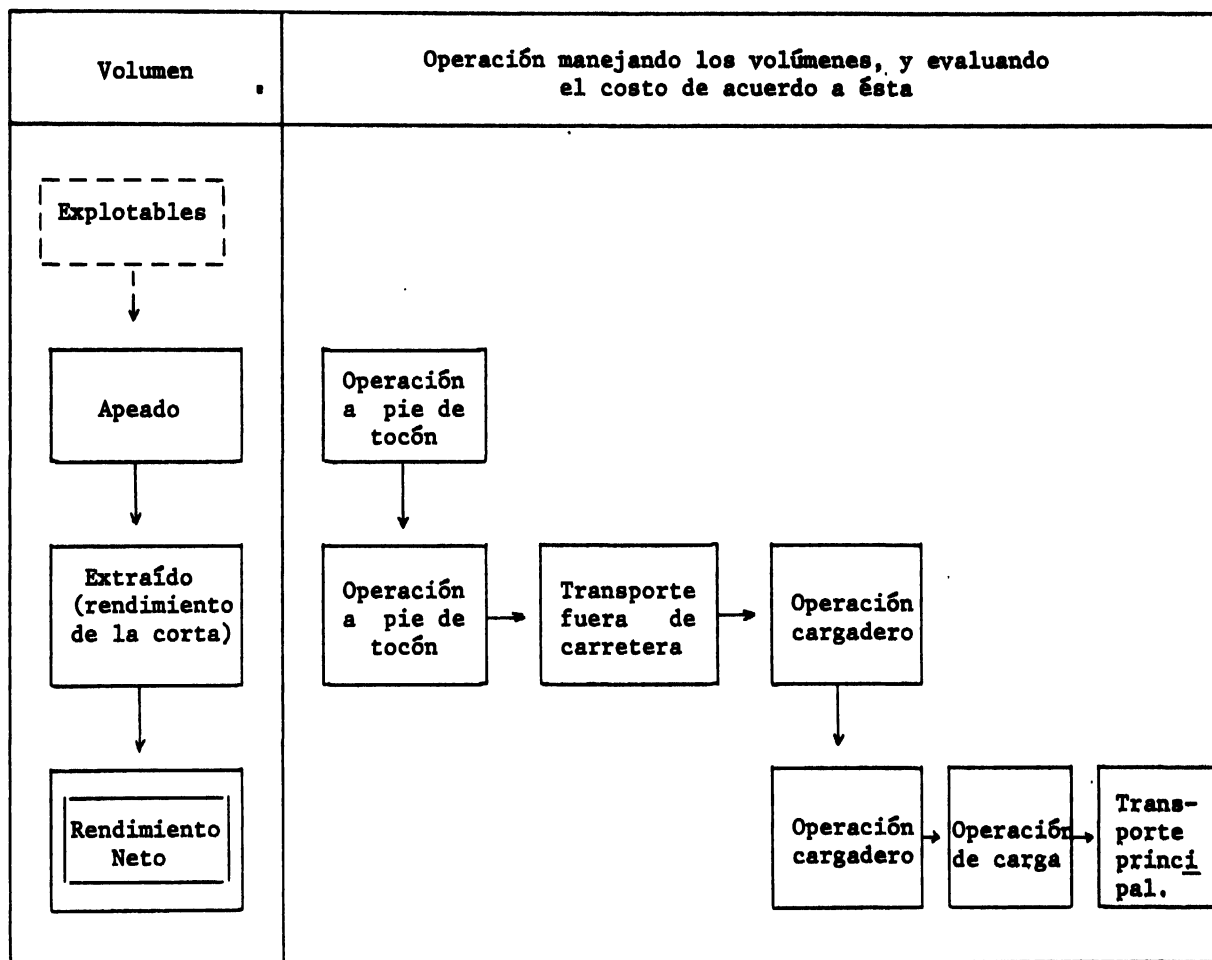 Volumen
Operación manejando los volúmenes, y evaluando
el costo de acuerdo a ésta
Explotables
Apeado
Operación
a pie de
tocón
Extraído
(rendimiento
de la corta)
Operación
a pie de
tocón
Transporte
fuera de
carretera
Operación
cargadero
Rendimiento
Neto
Operación
cargadero
Operación
de carga
Trans-
porte
princi
pal.